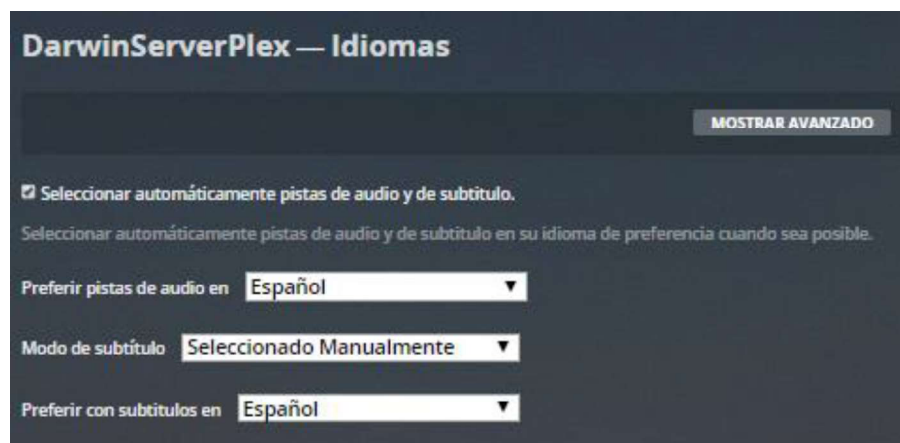 DarwinServerPlex — Idiomas
MOSTRAR AVANZADO
Seleccionar automáticamente pistas de audio y de subtitulo.
Seleccionar automáticamente pistas de audio y de subtitulo en su idioma de preferencia cuando sea posible.
Preferir pistas de audio en Español
Modo de subtítulo Seleccionado Manualmente
Preferir con subtitulos en Español